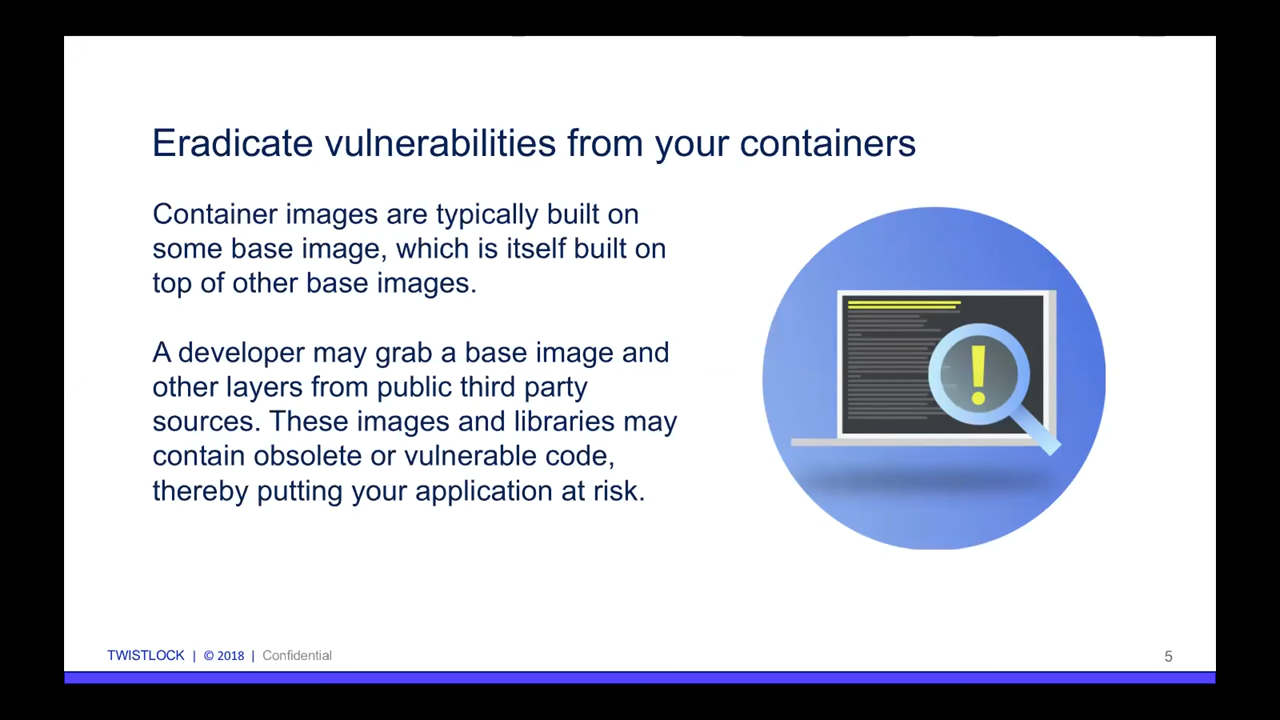 Eradicate vulnerabilities from your containers
Container images are typically built on
some base image, which is itself built on
top of other base images.
A developer may grab a base image and
other layers from public third party
sources. These images and libraries may
contain obsolete or vulnerable code,
thereby putting your application at risk.
!
TWISTLOCK | © 2018 | Confidential
5